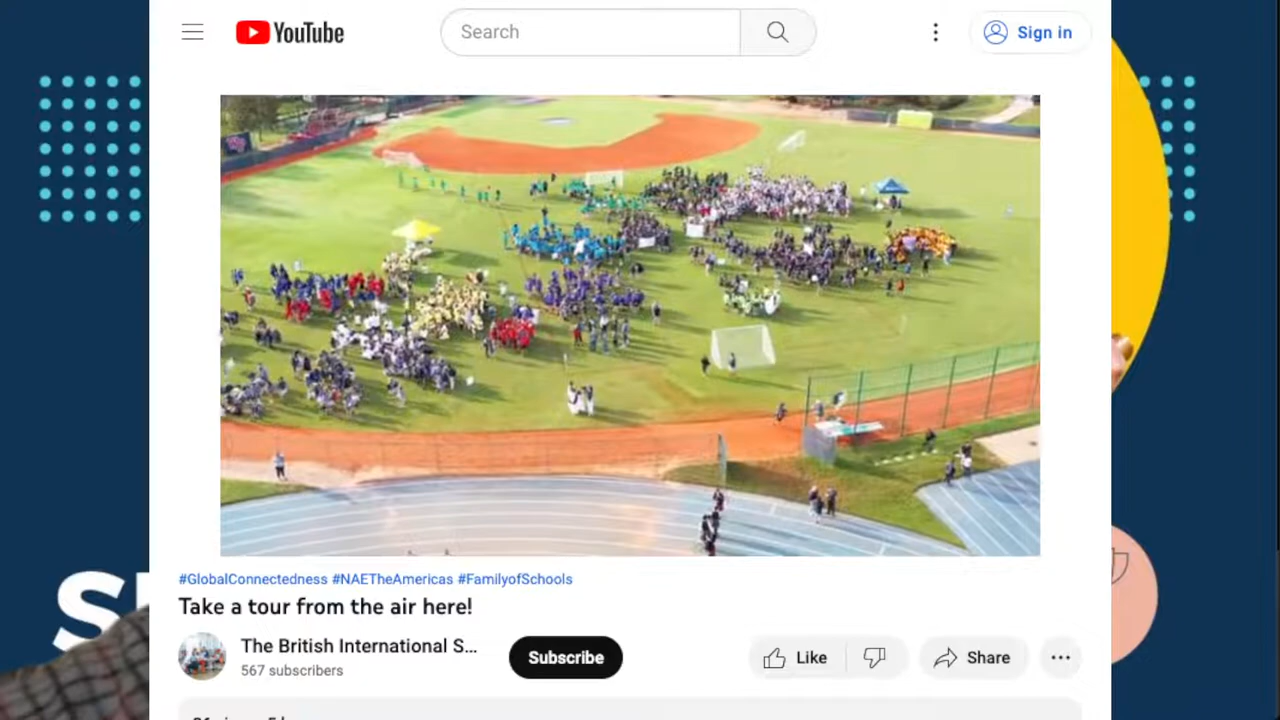 YouTube
Search
Sign in
#GlobalConnectedness #NAETheAmericas #FamilyofSchools
Take a tour from the air here!
The British International S...
567 subscribers
Subscribe
Like
Share